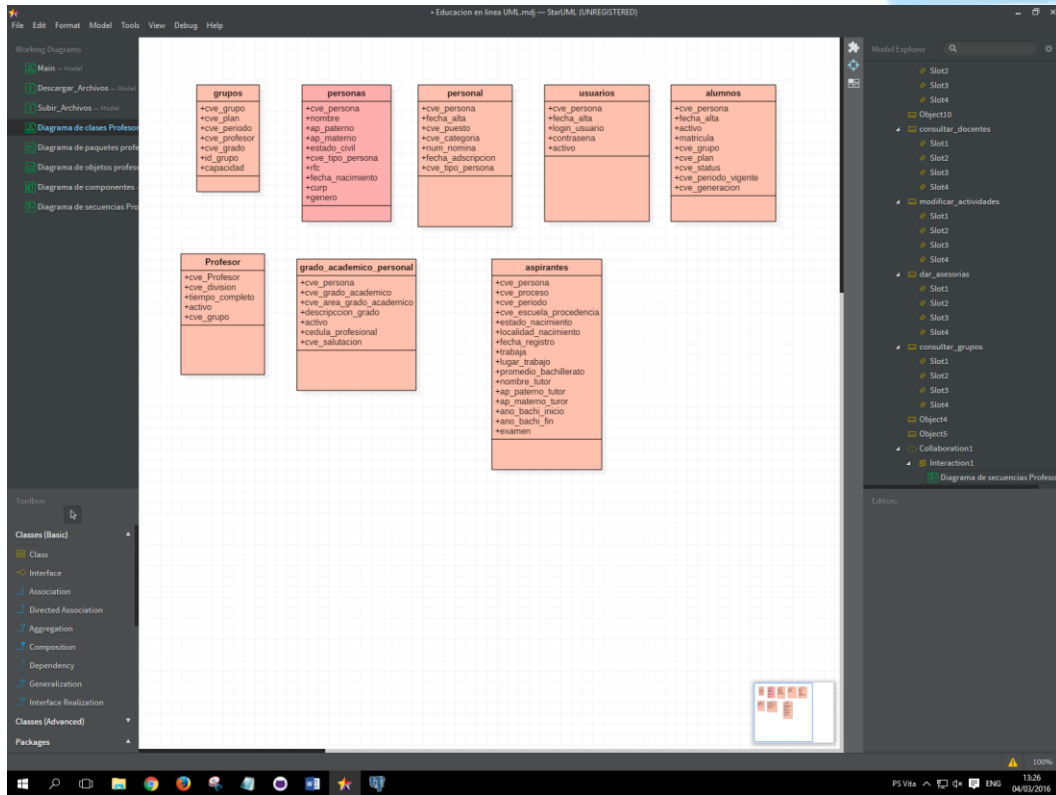 • Educacion en linea UML.mdj — StarUML (UNREGISTERED)
File Edit Format Model Tools View Debug Help
Working Diagrams
Main — Model
Descargar_Archivos — Model
Subir_Archivos — Model
Diagrama de clases Profesor
Diagrama de paquetes profe
Diagrama de objetos profes
Diagrama de componentes -
Diagrama de secuencias Pro
Toolbox
Classes (Basic)
Class
Interface
Association
Directed Association
Aggregation
Composition
Dependency
Generalization
Interface Realization
Classes (Advanced)
Packages
grupos
+cve_grupo
+cve_plan
+cve_periodo
+cve_profesor
+cve_grado
+id_grupo
+capacidad
personas
+cve_persona
+nombre
+ap_paterno
+ap_materno
+estado_civil
+cve_tipo_persona
+rfc
+fecha_nacimiento
+curp
+genero
personal
+cve_persona
+fecha_alta
+cve_puesto
+cve_categoria
+num_nomina
+fecha_adscripcion
+cve_tipo_persona
usuarios
+cve_persona
+fecha_alta
+login_usuario
+contrasena
+activo
alumnos
+cve_persona
+fecha_alta
+activo
+matricula
+cve_grupo
+cve_plan
+cve_status
+cve_periodo_vigente
+cve_generacion
Profesor
+cve_Profesor
+cve_division
+tiempo_completo
+activo
+cve_grupo
grado_academico_personal
+cve_persona
+cve_grado_academico
+cve_area_grado_academico
+descripccion_grado
+activo
+cedula_profesional
+cve_salutacion
aspirantes
+cve_persona
+cve_proceso
+cve_periodo
+cve_escuela_procedencia
+estado_nacimiento
+localidad_nacimiento
+fecha_registro
+trabaja
+lugar_trabajo
+promedio_bachillerato
+nombre_tutor
+ap_paterno_tutor
+ap_materno_turor
+ano_bachi_inicio
+ano_bachi_fin
+examen
Model Explorer
Slot2
Slot3
Slot4
Object10
consultar_docentes
Slot1
Slot2
Slot3
Slot4
modificar_actividades
Slot1
Slot2
Slot3
Slot4
dar_asesorias
Slot1
Slot2
Slot3
Slot4
consultar_grupos
Slot1
Slot2
Slot3
Slot4
Object4
Object5
Collaboration1
Interaction1
Diagrama de secuencias Profeso
Editors
100%
PS Vita ENG 13:26
04/03/2016